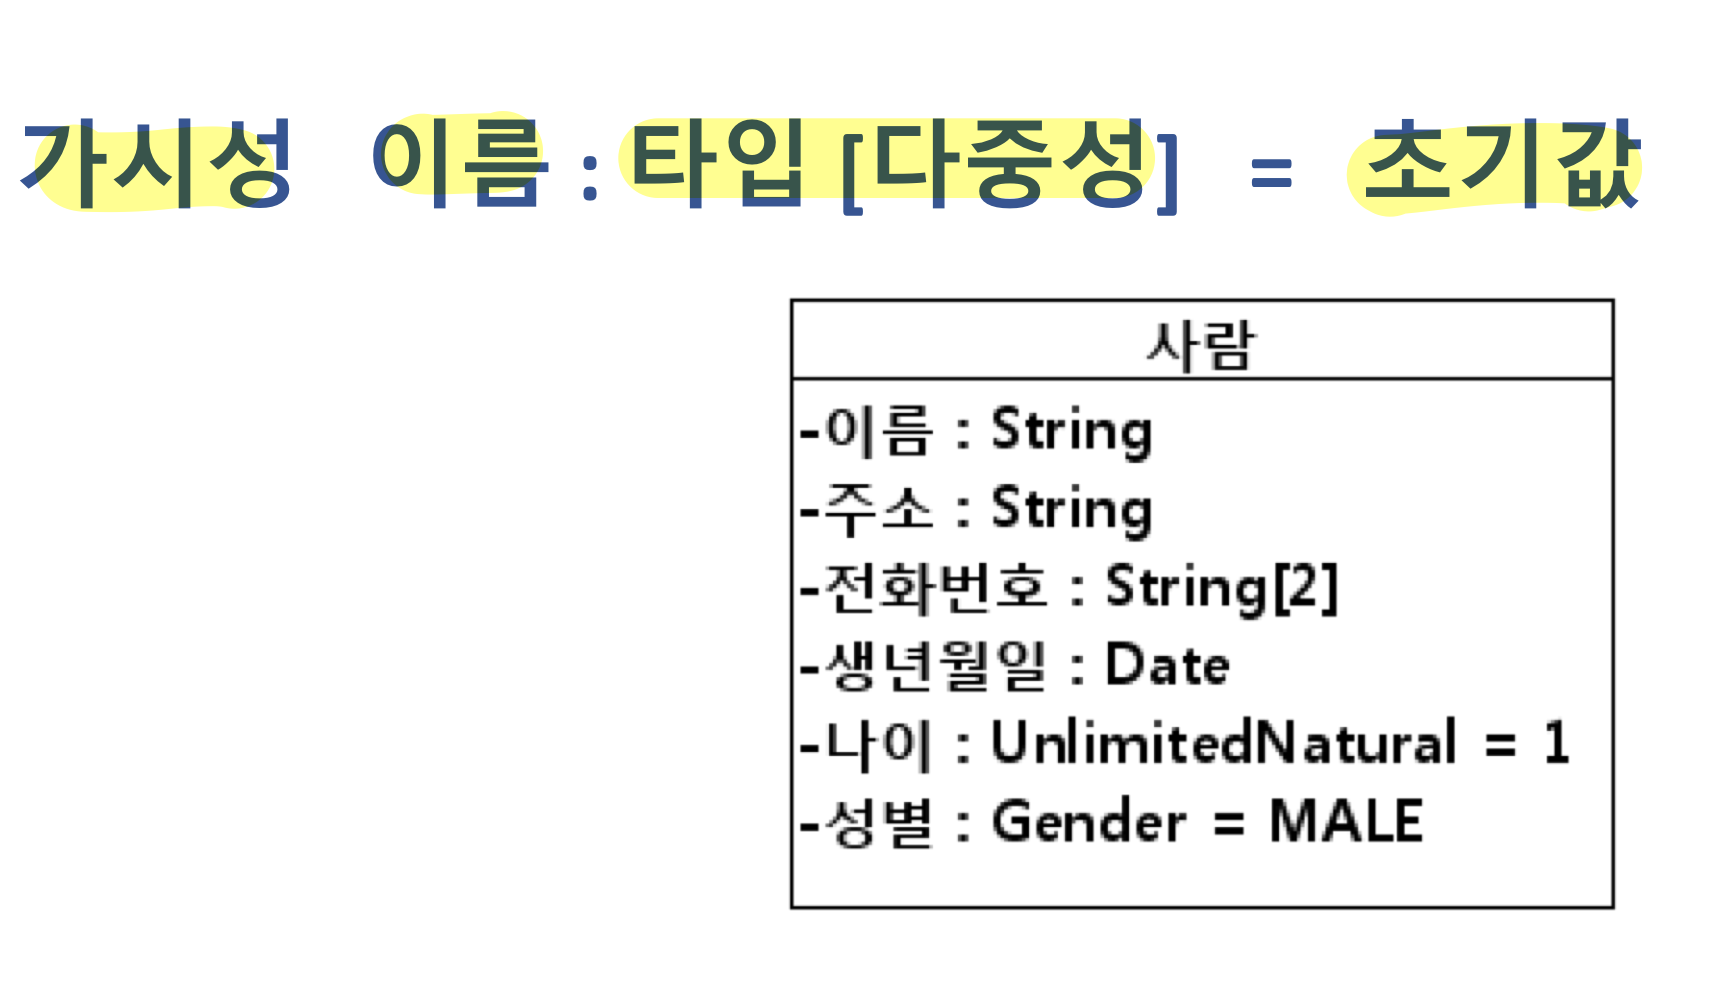 가시성 이름 : 타입 [다중성] = 초기값
사람
-이름 : String
-주소 : String
-전화번호 : String[2]
-생년월일 : Date
-나이 : UnlimitedNatural = 1
-성별 : Gender = MALE